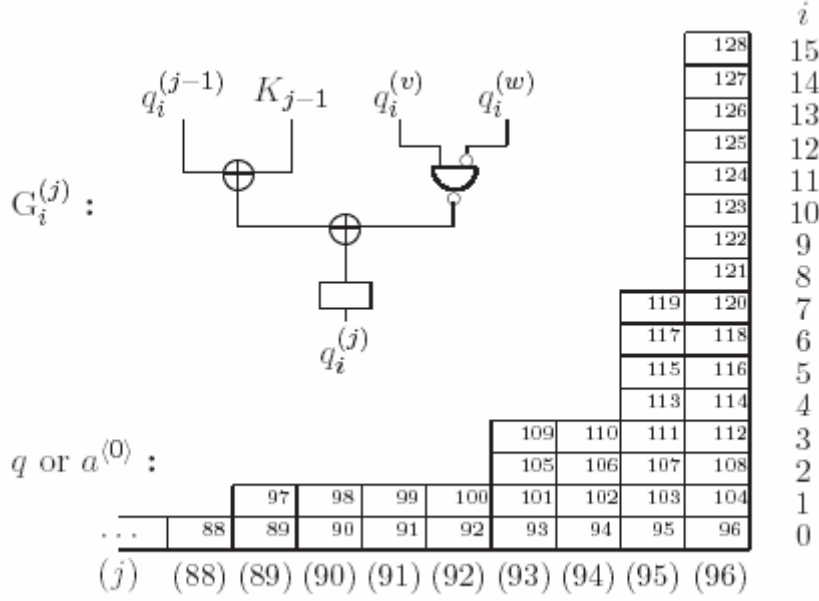 i
128 15
127 14
q_i^{(j−1)} K_{j−1} q_i^{(v)} q_i^{(w)} 126 13
125 12
124 11
G_i^{(j)} : 123 10
122 9
121 8
119 120 7
117 118 6
q_i^{(j)}
115 116 5
113 114 4
109 110 111 112 3
q or a^{⟨0⟩} : 105 106 107 108 2
97 98 99 100 101 102 103 104 1
... 88 89 90 91 92 93 94 95 96 0
(j) (88) (89) (90) (91) (92) (93) (94) (95) (96)